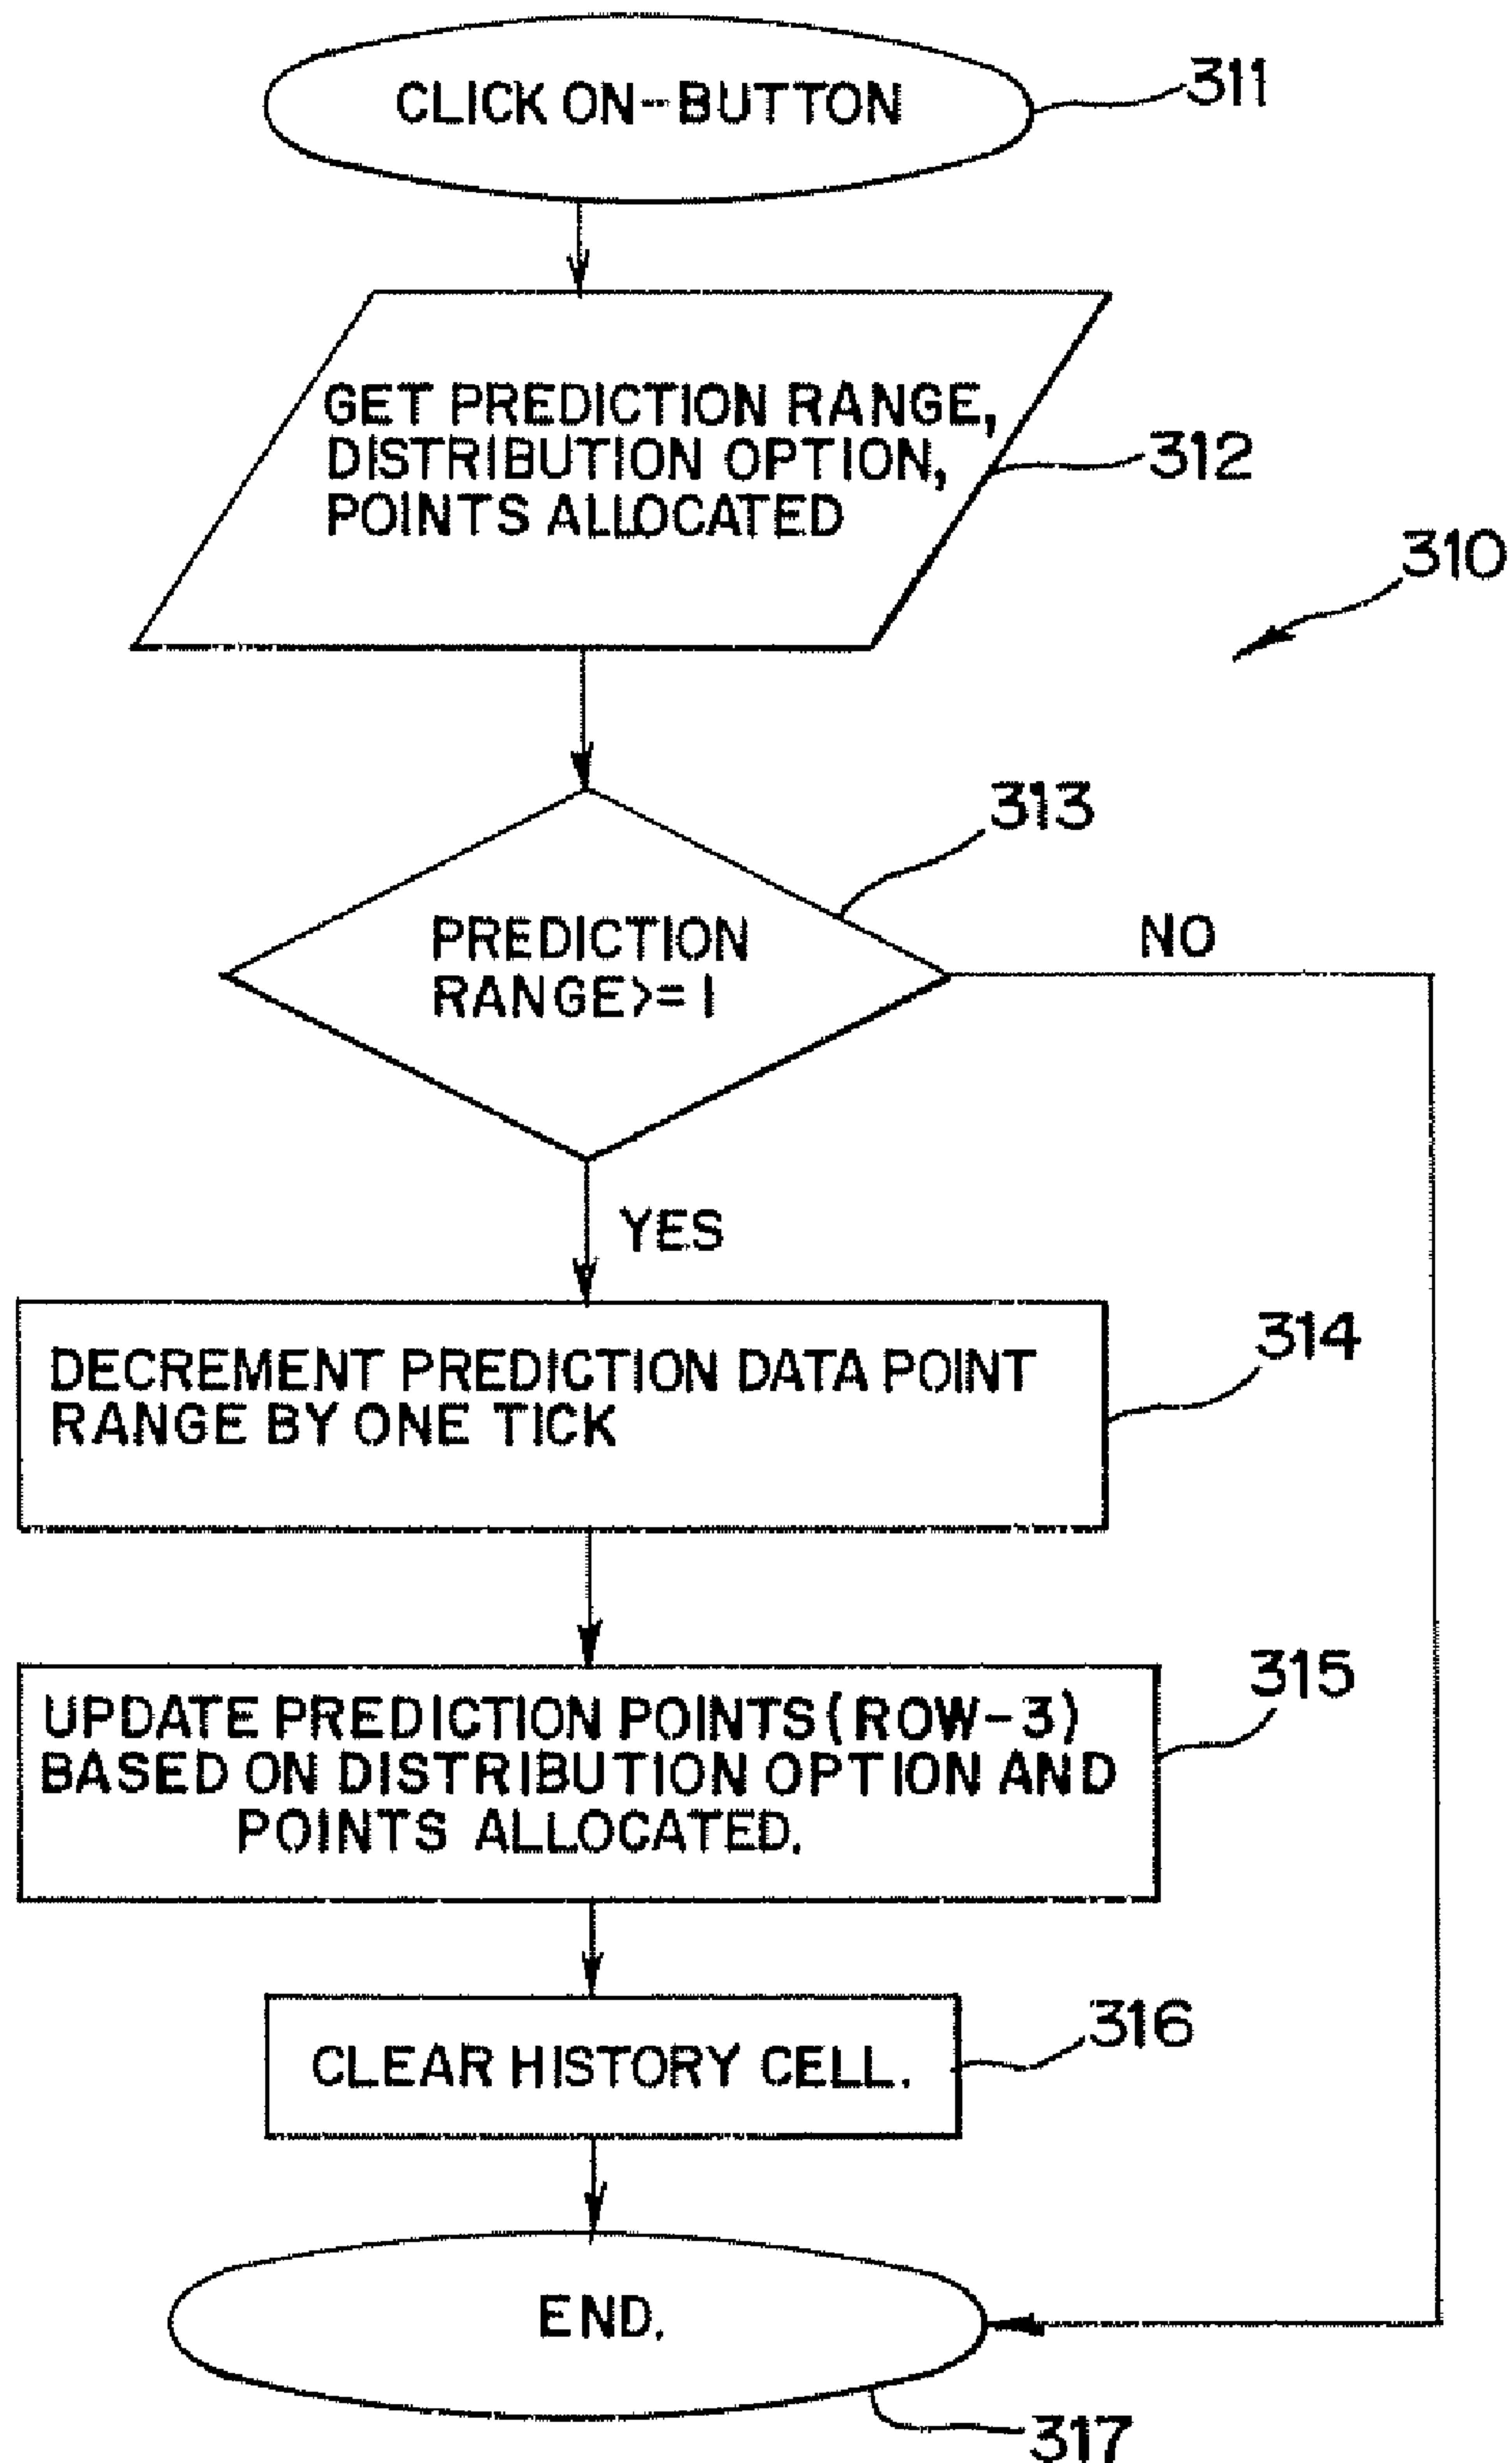 CLICK ON-BUTTON
311
GET PREDICTION RANGE,
DISTRIBUTION OPTION,
POINTS ALLOCATED
312
310
313
PREDICTION
RANGE>= 1
NO
YES
314
DECREMENT PREDICTION DATA POINT
RANGE BY ONE TICK
315
UPDATE PREDICTION POINTS (ROW-3)
BASED ON DISTRIBUTION OPTION AND
POINTS ALLOCATED.
316
CLEAR HISTORY CELL.
END.
317